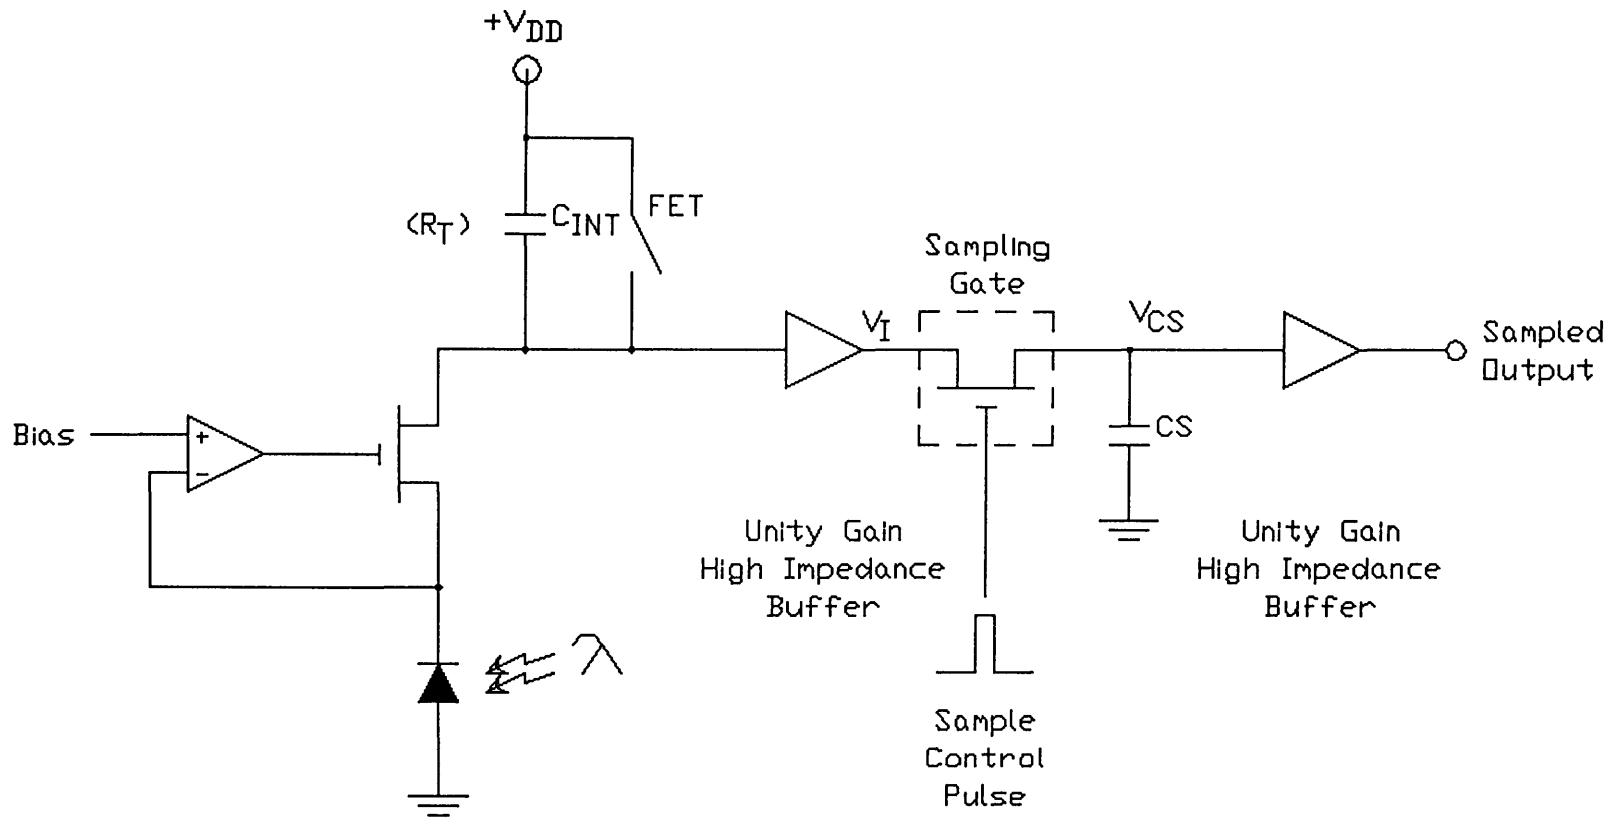 +VDD
(RT)
CINT
FET
Sampling
Gate
VI
VCS
Sampled
Output
Bias
+
-
CS
Unity Gain
High Impedance
Buffer
Unity Gain
High Impedance
Buffer
λ
Sample
Control
Pulse